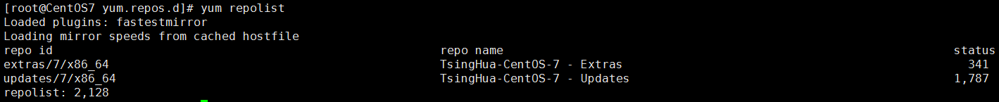 [root@CentOS7 yum.repos.d]# yum repolist
Loaded plugins: fastestmirror
Loading mirror speeds from cached hostfile
repo id repo name status
extras/7/x86_64 TsingHua-CentOS-7 - Extras 341
updates/7/x86_64 TsingHua-CentOS-7 - Updates 1,787
repolist: 2,128